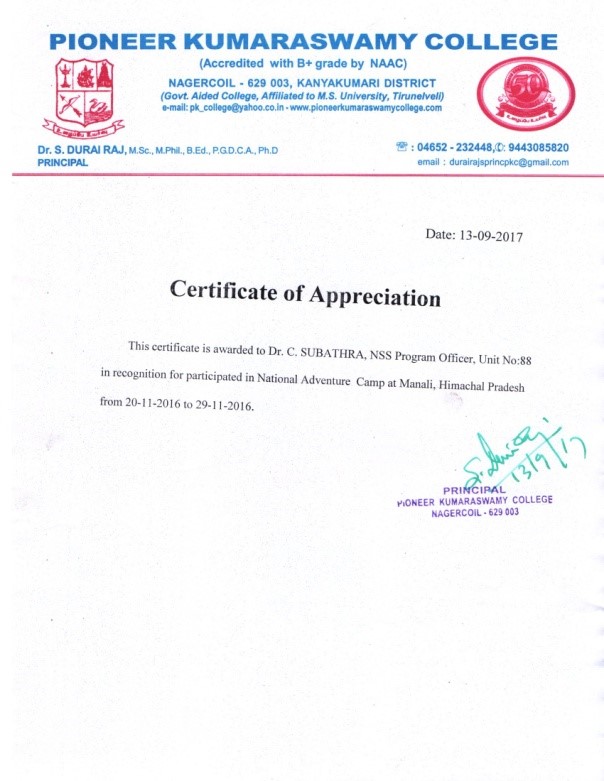 PIONEER KUMARASWAMY COLLEGE
(Accredited with B+ grade by NAAC)
NAGERCOIL - 629 003, KANYAKUMARI DISTRICT
(Govt. Aided College, Affiliated to M.S. University, Tirunelveli)
e-mail: pk_college@yahoo.co.in - www.pioneerkumaraswamycollege.com
50
Dr. S. DURAI RAJ, M.Sc., M.Phil., B.Ed., P.G.D.C.A., Ph.D
PRINCIPAL
☏ : 04652 - 232448,✆: 9443085820
email : durairajsprincpkc@gmail.com
Date: 13-09-2017
Certificate of Appreciation
This certificate is awarded to Dr. C. SUBATHRA, NSS Program Officer, Unit No:88
in recognition for participated in National Adventure Camp at Manali, Himachal Pradesh
from 20-11-2016 to 29-11-2016.
13/9/17
PRINCIPAL
PIONEER KUMARASWAMY COLLEGE
NAGERCOIL - 629 003